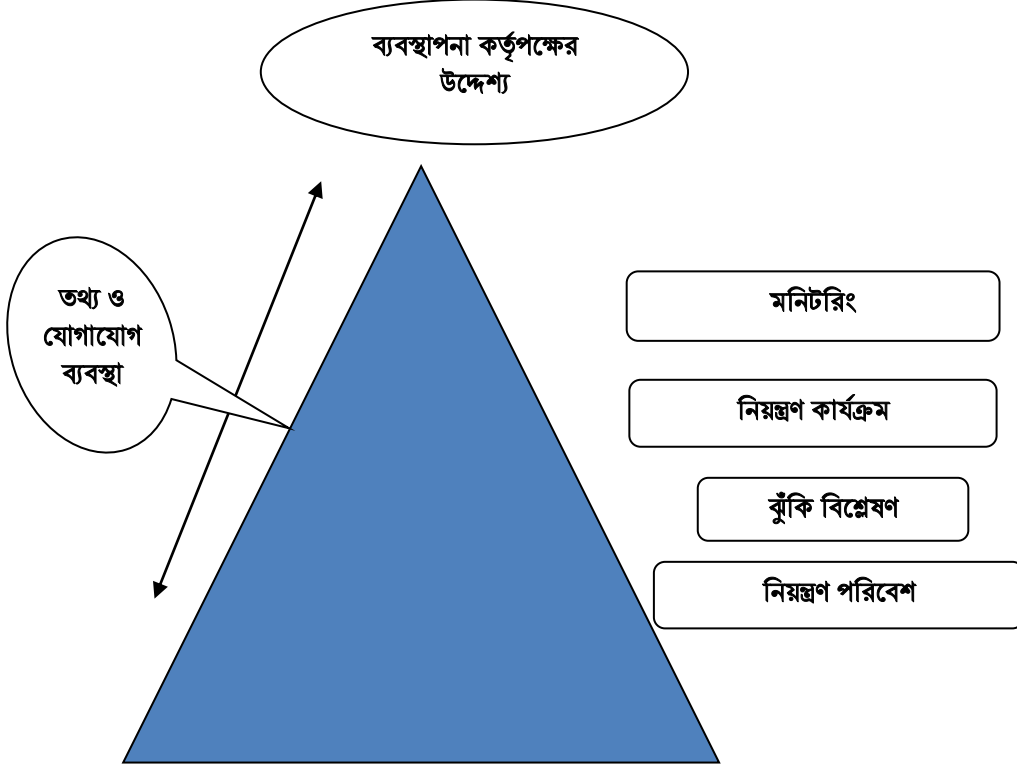 ব্যবস্থাপনা কর্তৃপক্ষের
উদ্দেশ্য
তথ্য ও
যোগাযোগ
ব্যবস্থা
মনিটরিং
নিয়ন্ত্রণ কার্যক্রম
ঝুঁকি বিশ্লেষণ
নিয়ন্ত্রণ পরিবেশ